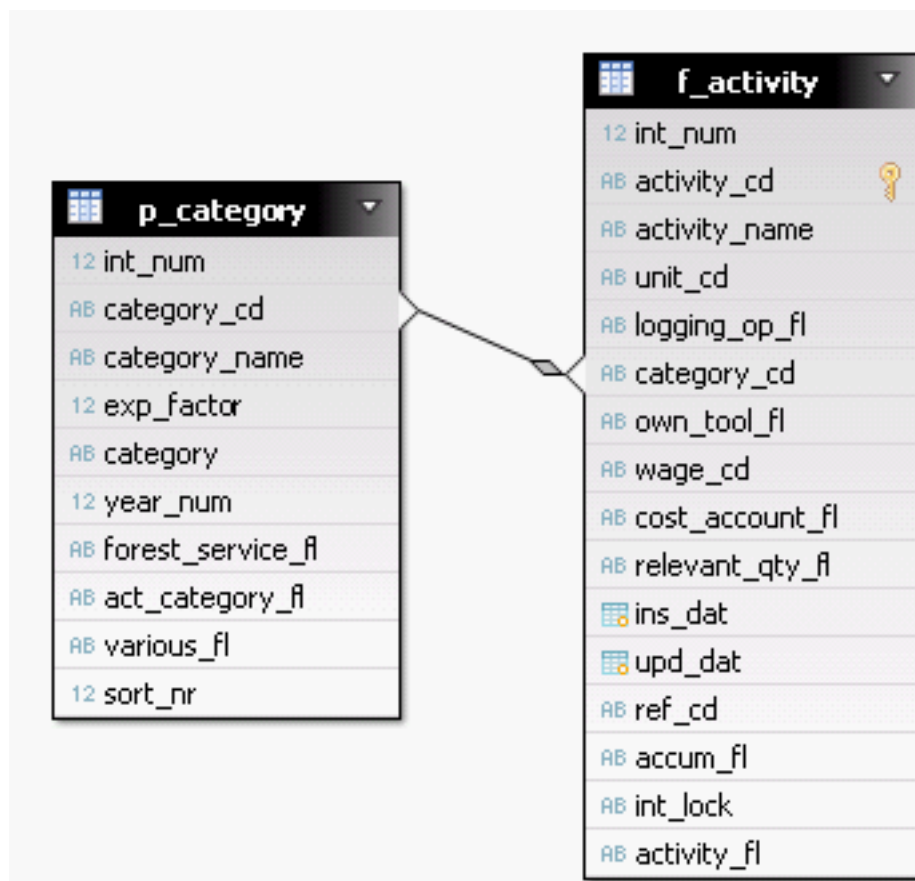 p_category
12 int_num
AB category_cd
AB category_name
12 exp_factor
AB category
12 year_num
AB forest_service_fl
AB act_category_fl
AB various_fl
12 sort_nr
f_activity
12 int_num
AB activity_cd
AB activity_name
AB unit_cd
AB logging_op_fl
AB category_cd
AB own_tool_fl
AB wage_cd
AB cost_account_fl
AB relevant_qty_fl
ins_dat
upd_dat
AB ref_cd
AB accum_fl
AB int_lock
AB activity_fl